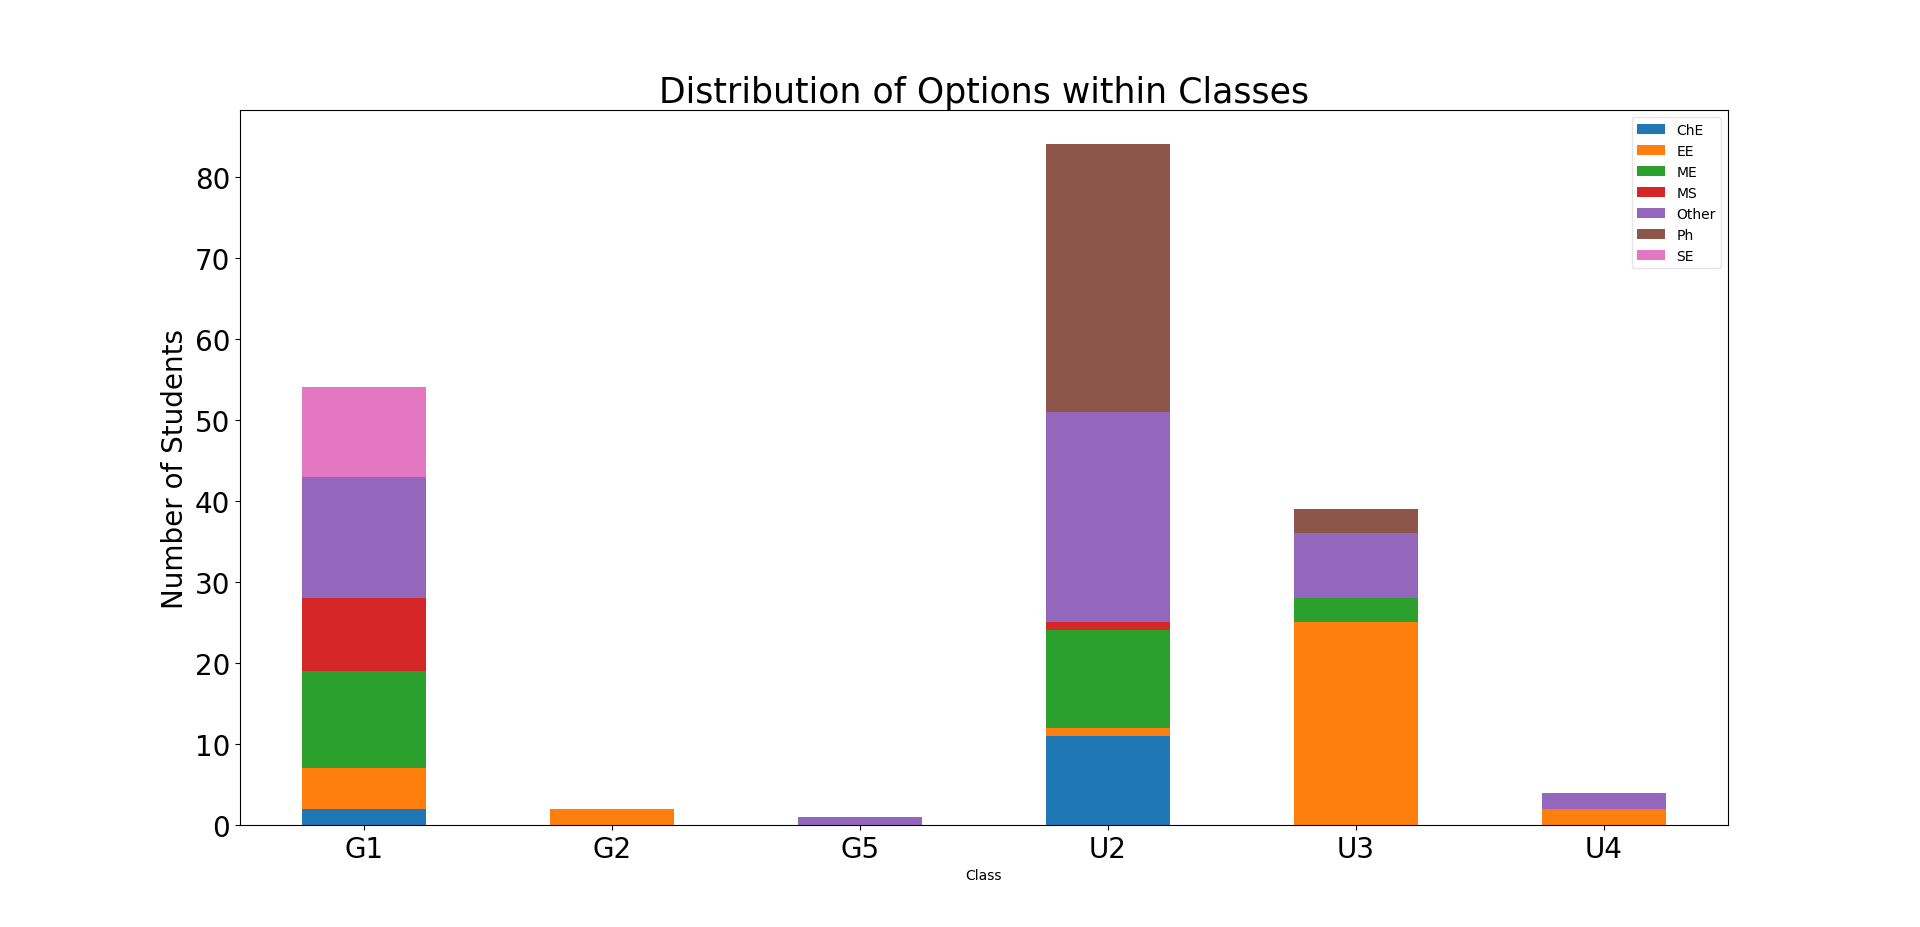 Distribution of Options within Classes
ChE
EE
ME
MS
Other
Ph
SE
Number of Students
80
70
60
50
40
30
20
10
0
G1 G2 G5 U2 U3 U4
Class